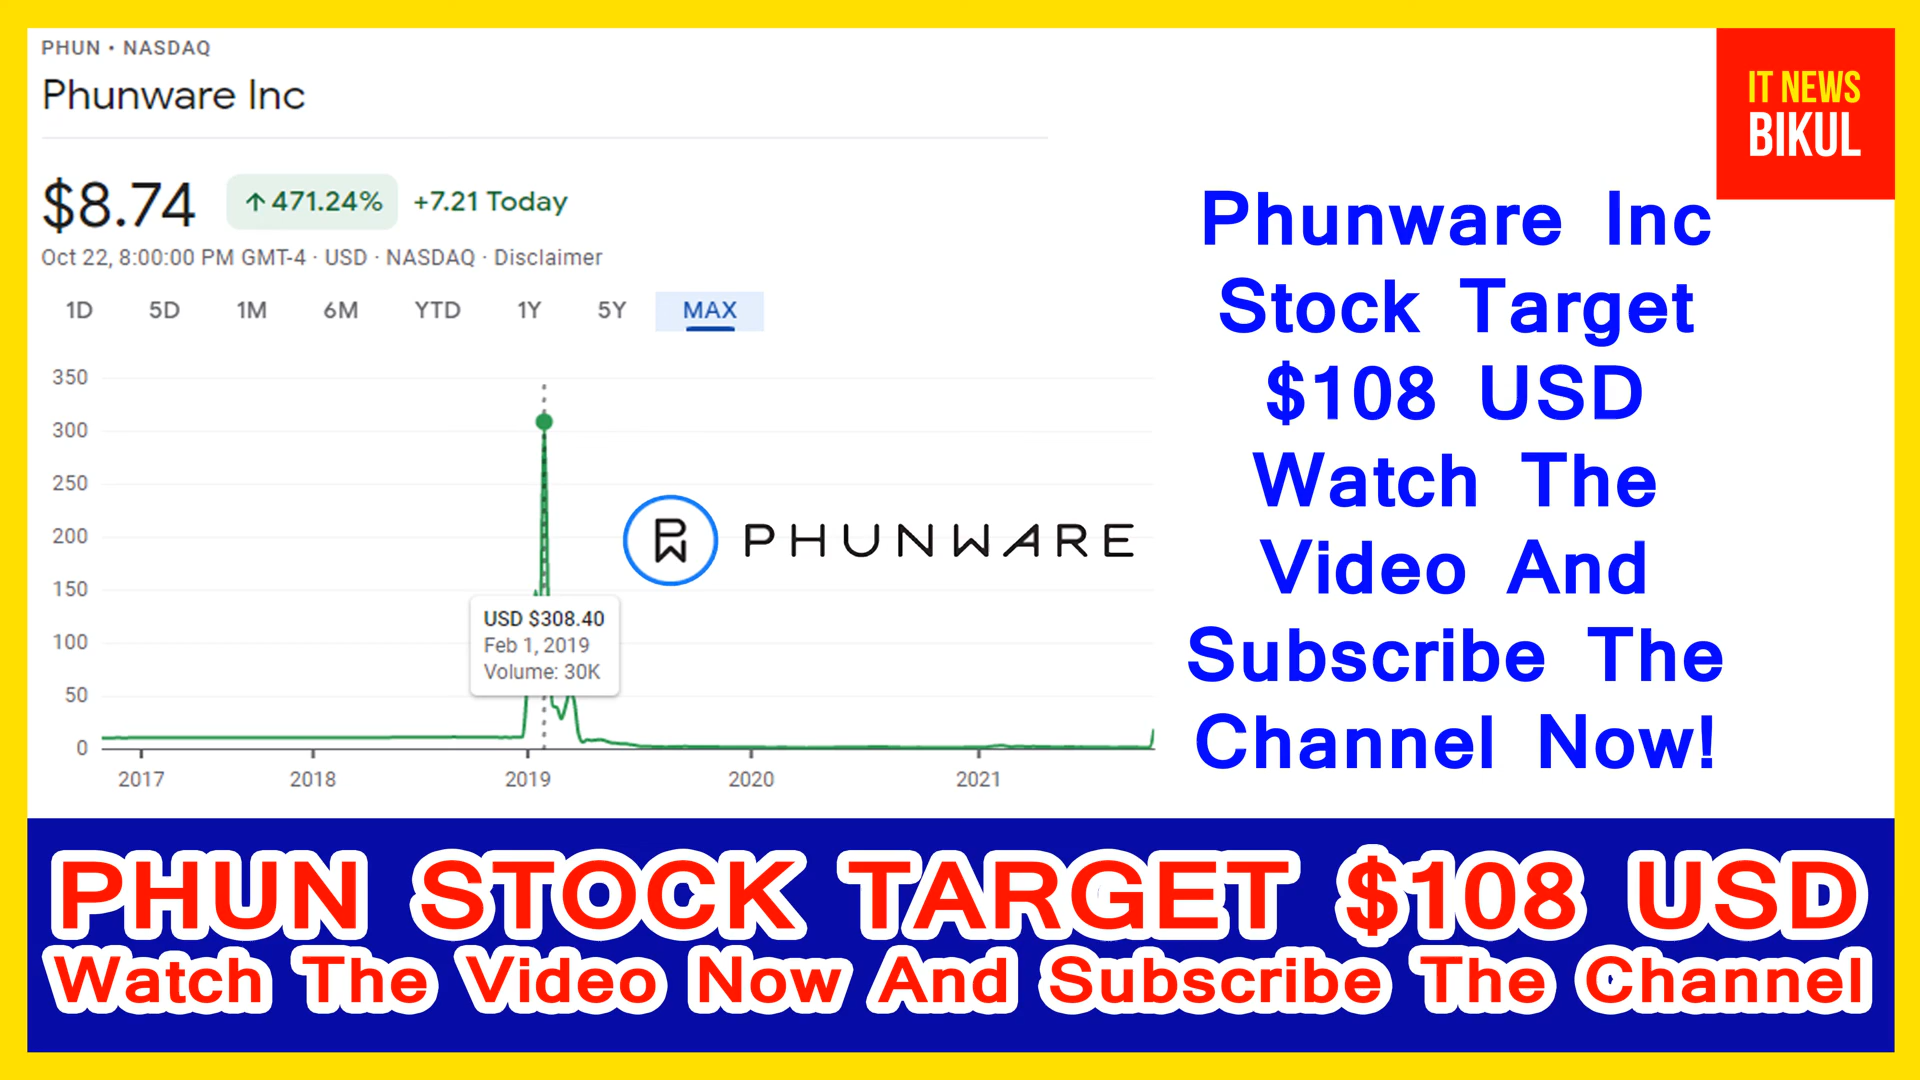 PHUN • NASDAQ
Phunware Inc
$8.74 ↑ 471.24% +7.21 Today
Oct 22, 8:00:00 PM GMT-4 · USD · NASDAQ · Disclaimer
1D 5D 1M 6M YTD 1Y 5Y MAX
350
300
250
200
150
100
50
0
2017 2018 2019 2020 2021
USD $308.40
Feb 1, 2019
Volume: 30K
PW PHUNWARE
IT NEWS
BIKUL
Phunware Inc
Stock Target
$108 USD
Watch The
Video And
Subscribe The
Channel Now!
PHUN STOCK TARGET $108 USD
Watch The Video Now And Subscribe The Channel